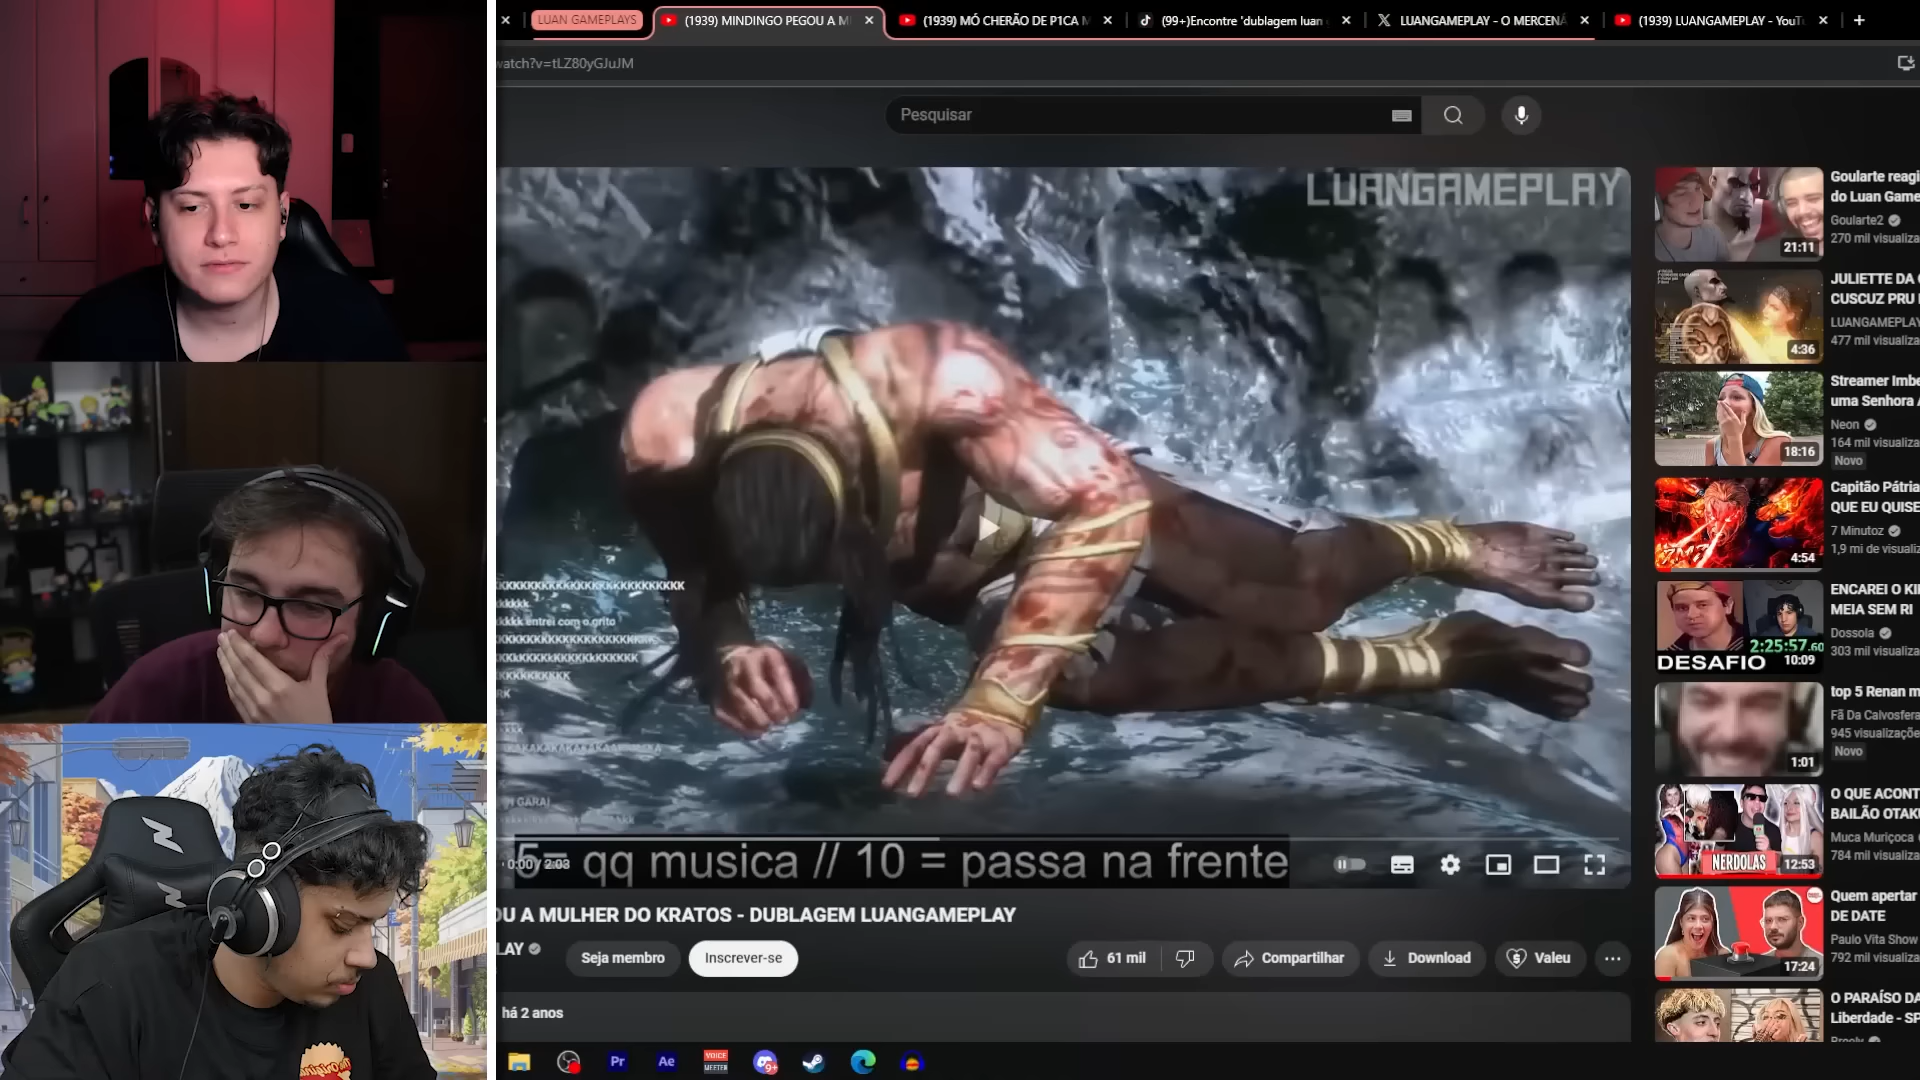 LUAN GAMEPLAYS
(1939) MINDINGO PEGOU A M
(1939) MÓ CHERÃO DE P1CA M
(99+)Encontre 'dublagem luan
LUANGAMEPLAY - O MERCENÁ
(1939) LUANGAMEPLAY - YouT
watch?v=tLZ80yGJuJM
Pesquisar
LUANGAMEPLAY
entrei com o grito
GARAI
0:00 / 2:03
5 = qq musica // 10 = passa na frente
OU A MULHER DO KRATOS - DUBLAGEM LUANGAMEPLAY
LAY
Seja membro
Inscrever-se
61 mil
Compartilhar
Download
Valeu
há 2 anos
Goularte reagi
do Luan Game
Goularte2
270 mil visualiza
21:11
JULIETTE DA
CUSCUZ PRU
LUANGAMEPLAY
477 mil visualiza
4:36
Streamer Imbe
uma Senhora
Neon
164 mil visualiza
Novo
18:16
Capitão Pátria
QUE EU QUISE
7 Minutoz
1,9 mi de visuali
4:54
ENCAREI O KI
MEIA SEM RI
Dossola
303 mil visualiza
2:25:57.60
DESAFIO
10:09
top 5 Renan m
Fã Da Calvosfera
945 visualizaçõe
Novo
1:01
O QUE ACONT
BAILÃO OTAK
Muca Muriçoca
784 mil visualiza
NERDOLAS
12:53
Quem apertar
DE DATE
Paulo Vita Show
792 mil visualiza
17:24
O PARAÍSO DA
Liberdade - SP
Pr
Ae
VOICE
MEETER
9+